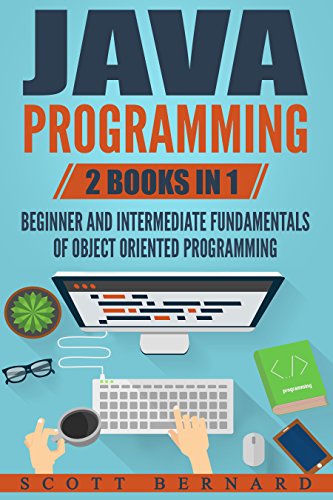 JAVA
PROGRAMMING
2 BOOKS IN 1
BEGINNER AND INTERMEDIATE FUNDAMENTALS
OF OBJECT ORIENTED PROGRAMMING
</>
programming
SCOTT BERNARD